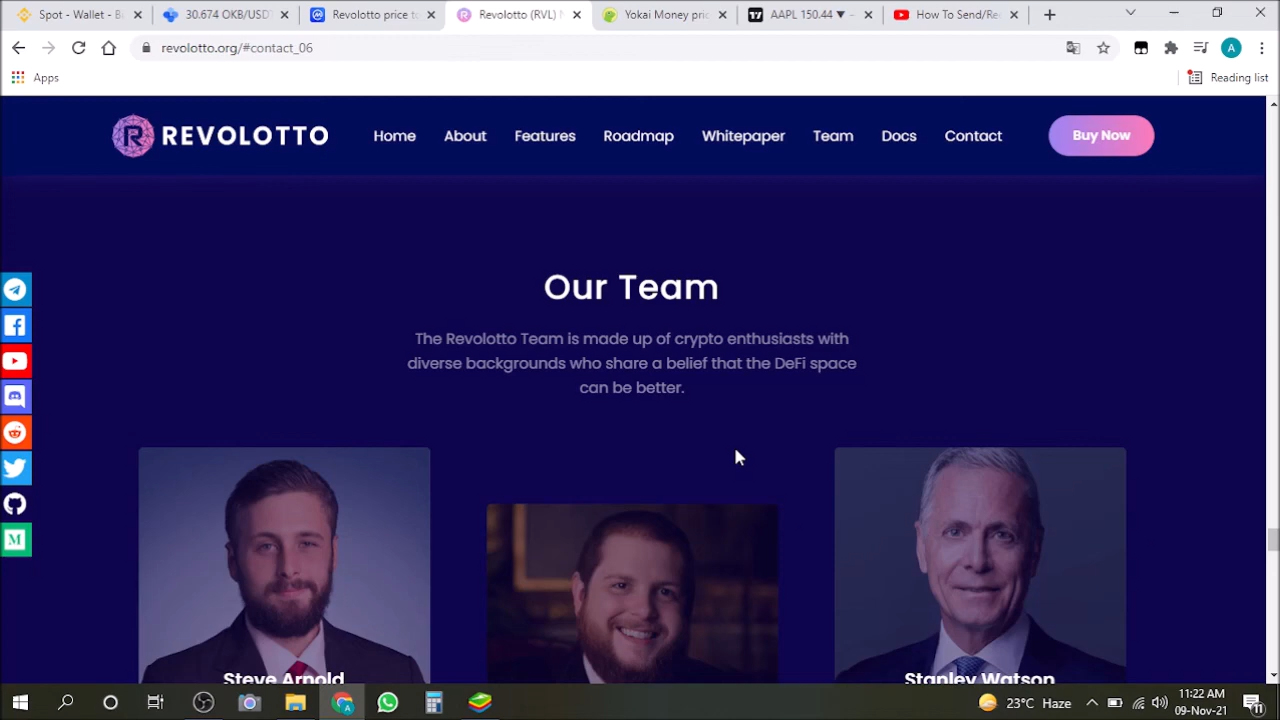 Spot - Wallet - B
30.674 OKB/USD
Revolotto price to
Revolotto (RVL)
Yokai Money pric
AAPL 150.44 ▼ −
How To Send/Re
revolotto.org/#contact_06
A
Apps
Reading list
REVOLOTTO
Home
About
Features
Roadmap
Whitepaper
Team
Docs
Contact
Buy Now
Our Team
The Revolotto Team is made up of crypto enthusiasts with
diverse backgrounds who share a belief that the DeFi space
can be better.
Steve Arnold
Stanley Watson
23°C Haze
11:22 AM
09-Nov-21